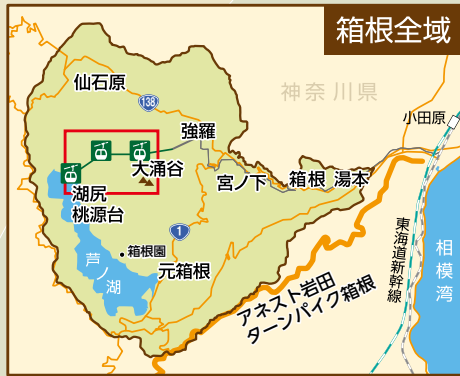 箱根全域
仙石原
138
神奈川県
小田原
強羅
大涌谷
宮ノ下
箱根 湯本
湖尻
桃源台
1
箱根園
元箱根
芦ノ湖
アネスト岩田
ターンパイク箱根
東海道新幹線
相模湾